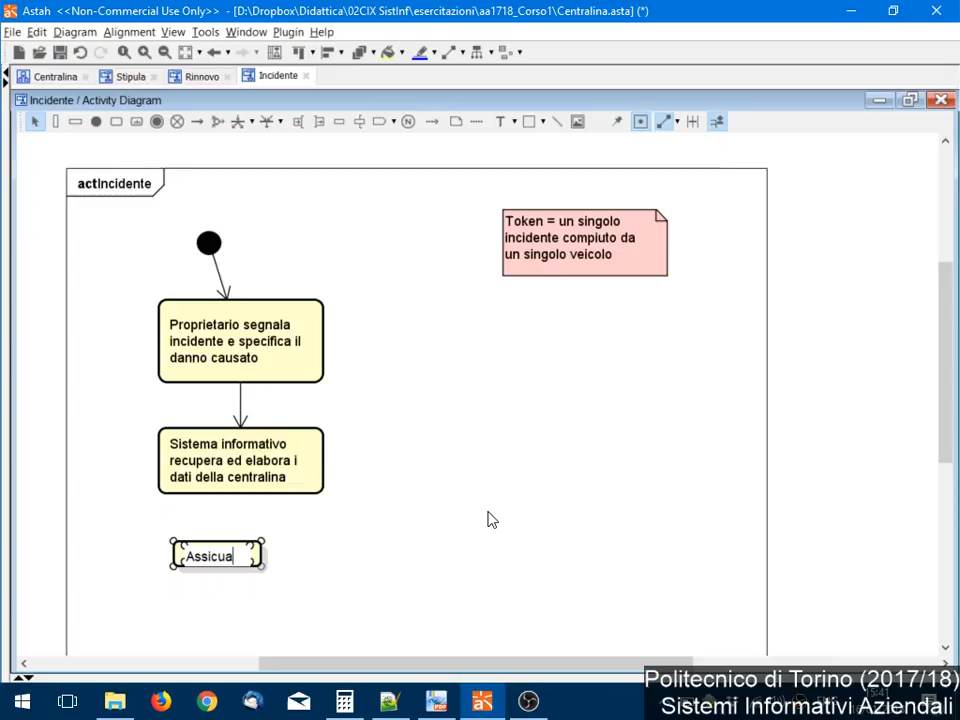 Astah <<Non-Commercial Use Only>> - [D:\Dropbox\Didattica\02CIX SistInf\esercitazioni\aa1718_Corso1\Centralina.asta] (*)
File Edit Diagram Alignment View Tools Window Plugin Help
Centralina Stipula Rinnovo Incidente
Incidente / Activity Diagram
actIncidente
Token = un singolo
incidente compiuto da
un singolo veicolo
Proprietario segnala
incidente e specifica il
danno causato
Sistema informativo
recupera ed elabora i
dati della centralina
Assicua
Politecnico di Torino (2017/18)
Sistemi Informativi Aziendali